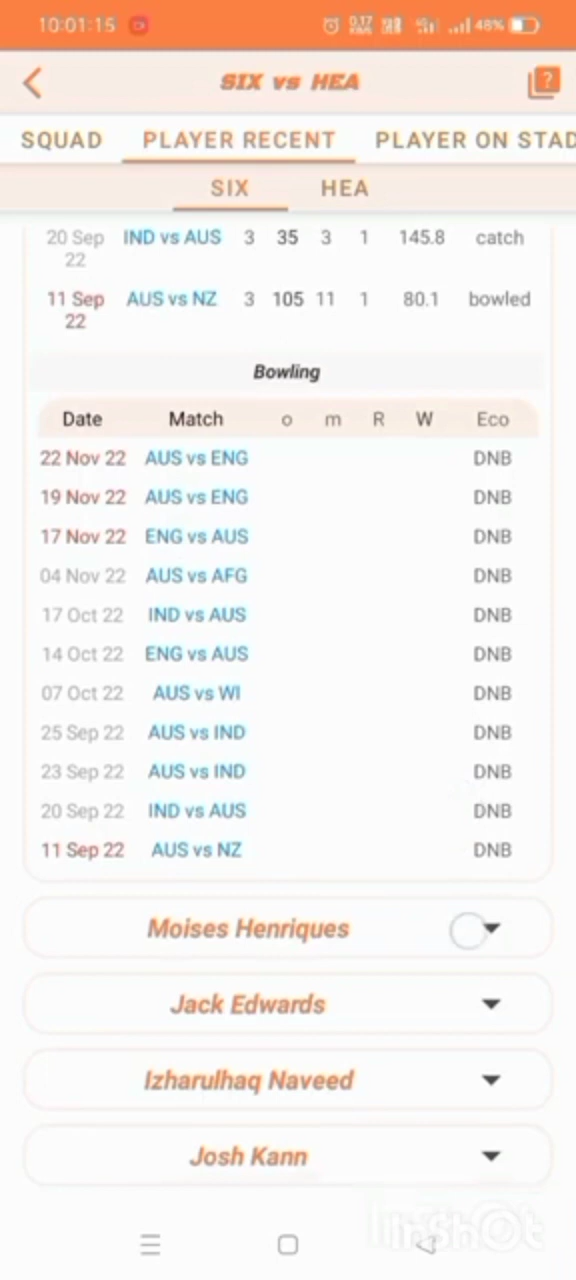 10:01:15 48%
SIX vs HEA
SQUAD PLAYER RECENT PLAYER ON STAD
SIX HEA
20 Sep 22 IND vs AUS 3 35 3 1 145.8 catch
11 Sep 22 AUS vs NZ 3 105 11 1 80.1 bowled
Bowling
Date Match o m R W Eco
22 Nov 22 AUS vs ENG DNB
19 Nov 22 AUS vs ENG DNB
17 Nov 22 ENG vs AUS DNB
04 Nov 22 AUS vs AFG DNB
17 Oct 22 IND vs AUS DNB
14 Oct 22 ENG vs AUS DNB
07 Oct 22 AUS vs WI DNB
25 Sep 22 AUS vs IND DNB
23 Sep 22 AUS vs IND DNB
20 Sep 22 IND vs AUS DNB
11 Sep 22 AUS vs NZ DNB
Moises Henriques
Jack Edwards
Izharulhaq Naveed
Josh Kann
InShOt